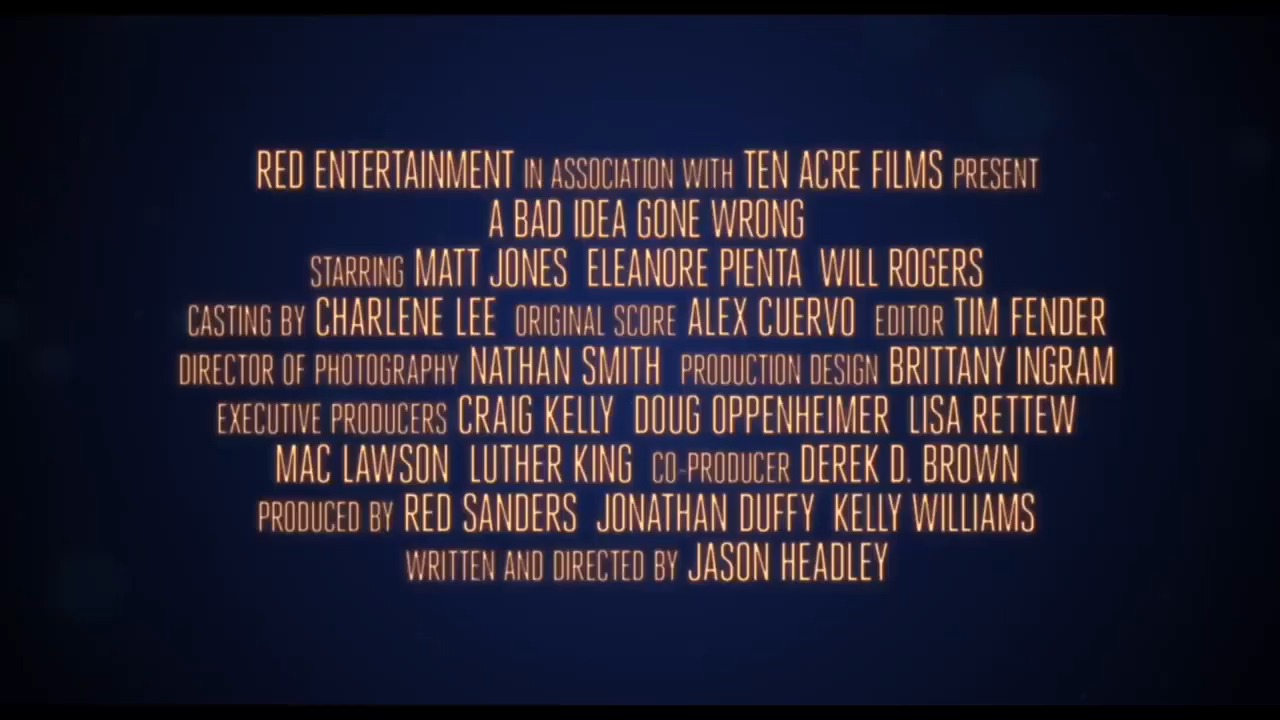 RED ENTERTAINMENT IN ASSOCIATION WITH TEN ACRE FILMS PRESENT
A BAD IDEA GONE WRONG
STARRING MATT JONES ELEANORE PIENTA WILL ROGERS
CASTING BY CHARLENE LEE ORIGINAL SCORE ALEX CUERVO EDITOR TIM FENDER
DIRECTOR OF PHOTOGRAPHY NATHAN SMITH PRODUCTION DESIGN BRITTANY INGRAM
EXECUTIVE PRODUCERS CRAIG KELLY DOUG OPPENHEIMER LISA RETTEW
MAC LAWSON LUTHER KING CO-PRODUCER DEREK D. BROWN
PRODUCED BY RED SANDERS JONATHAN DUFFY KELLY WILLIAMS
WRITTEN AND DIRECTED BY JASON HEADLEY